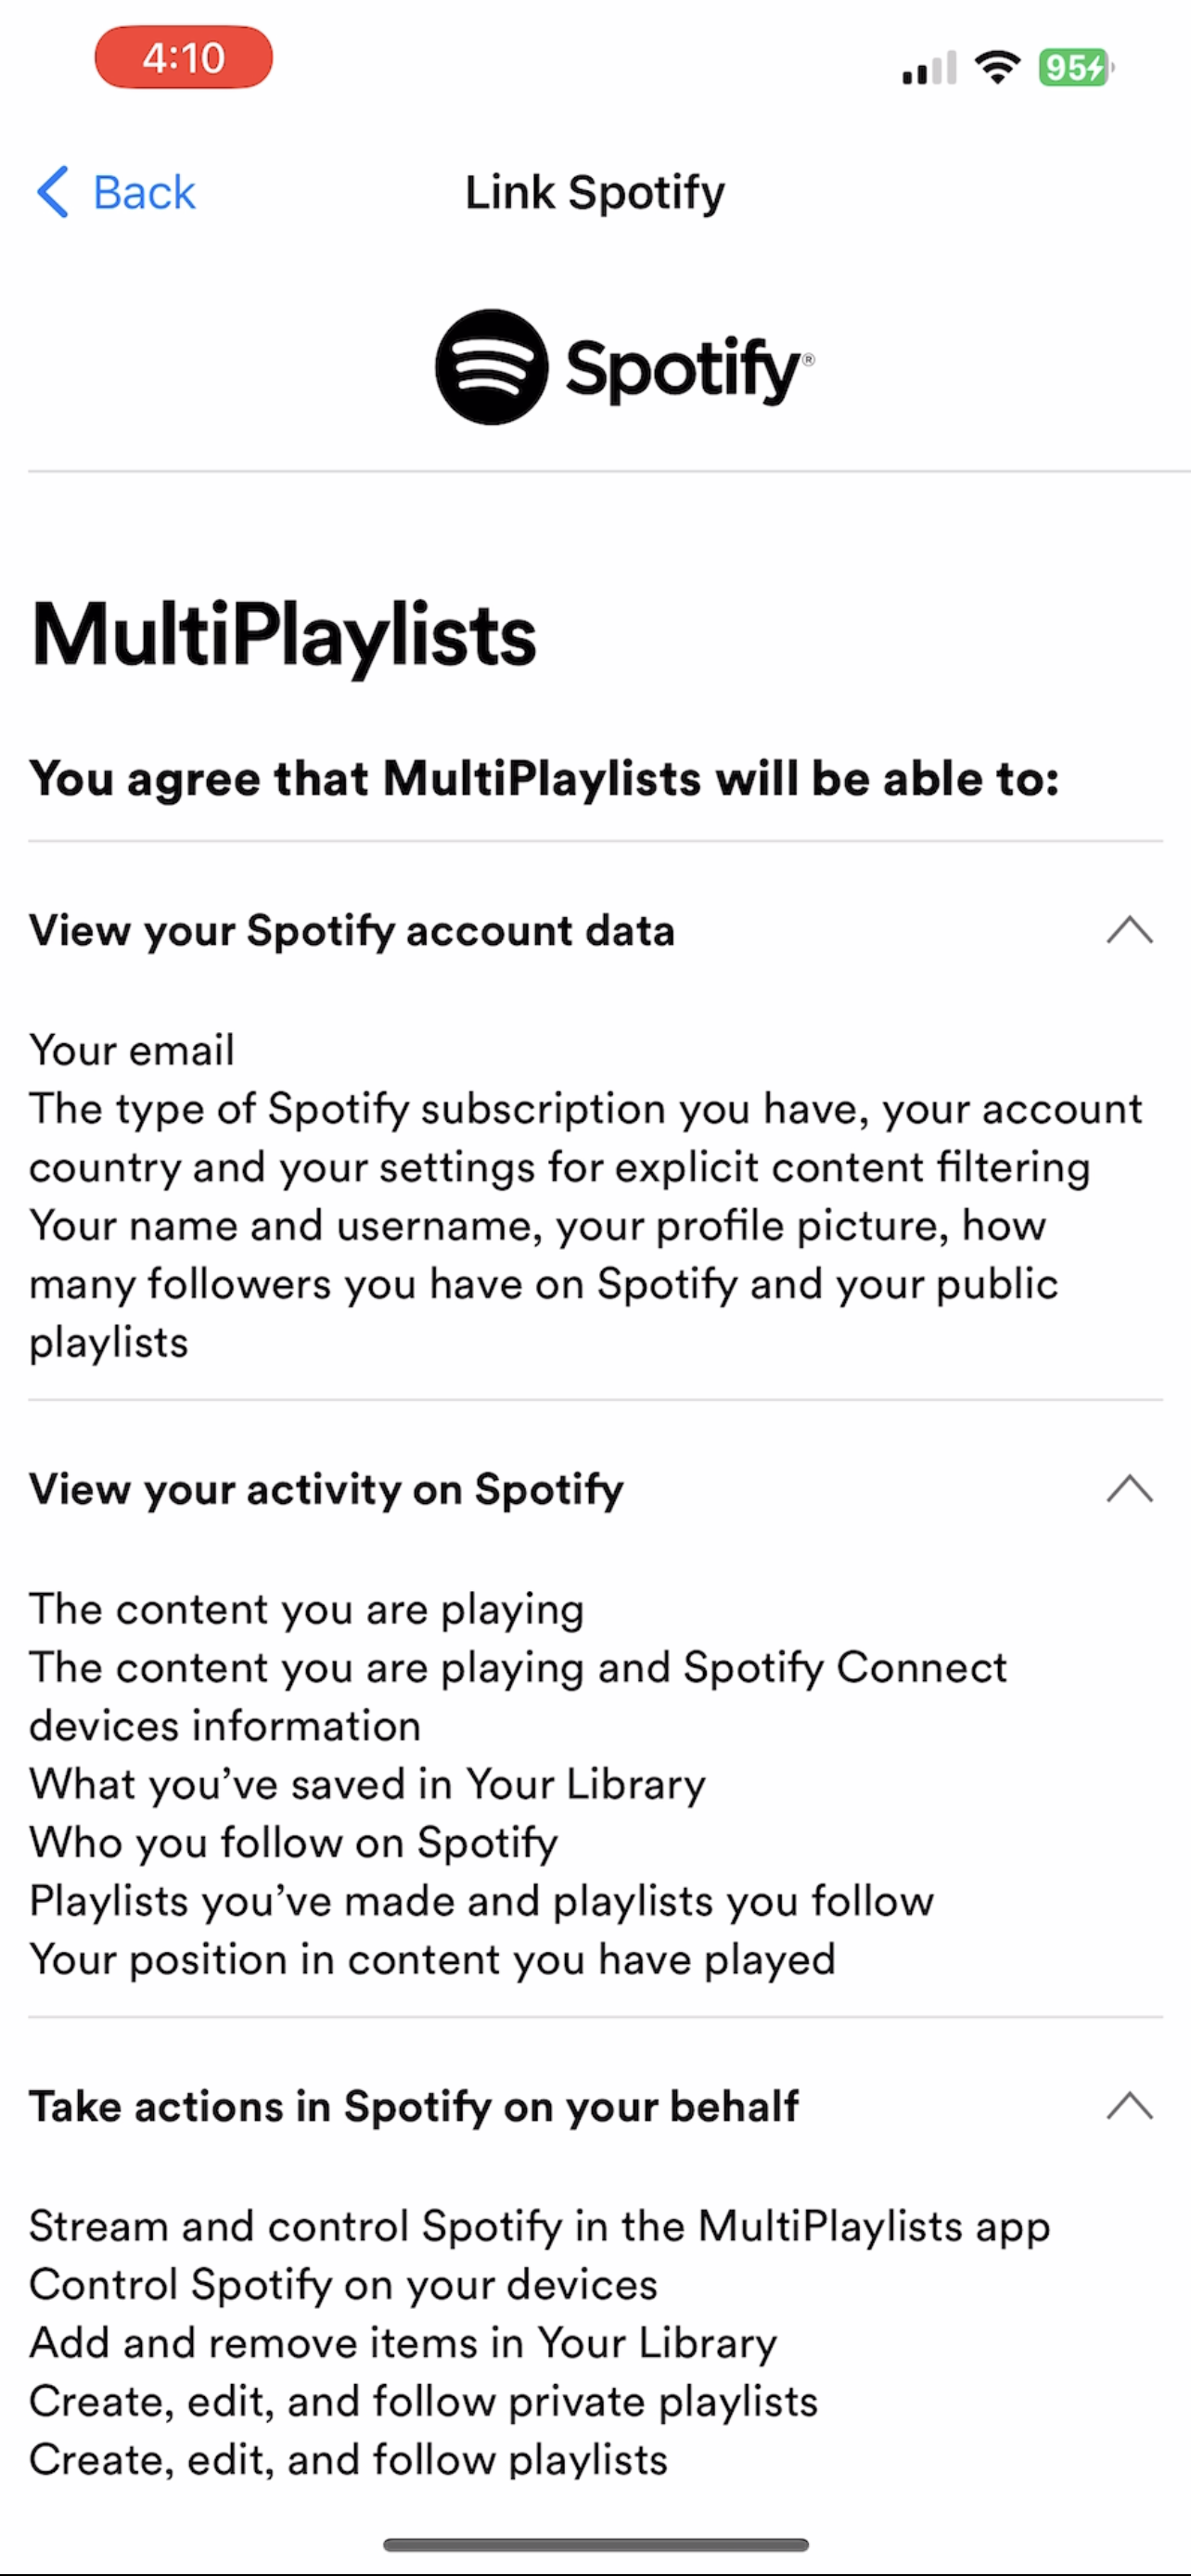 4:10
95
Back
Link Spotify
Spotify®
MultiPlaylists
You agree that MultiPlaylists will be able to:
View your Spotify account data
Your email
The type of Spotify subscription you have, your account
country and your settings for explicit content filtering
Your name and username, your profile picture, how
many followers you have on Spotify and your public
playlists
View your activity on Spotify
The content you are playing
The content you are playing and Spotify Connect
devices information
What you’ve saved in Your Library
Who you follow on Spotify
Playlists you’ve made and playlists you follow
Your position in content you have played
Take actions in Spotify on your behalf
Stream and control Spotify in the MultiPlaylists app
Control Spotify on your devices
Add and remove items in Your Library
Create, edit, and follow private playlists
Create, edit, and follow playlists